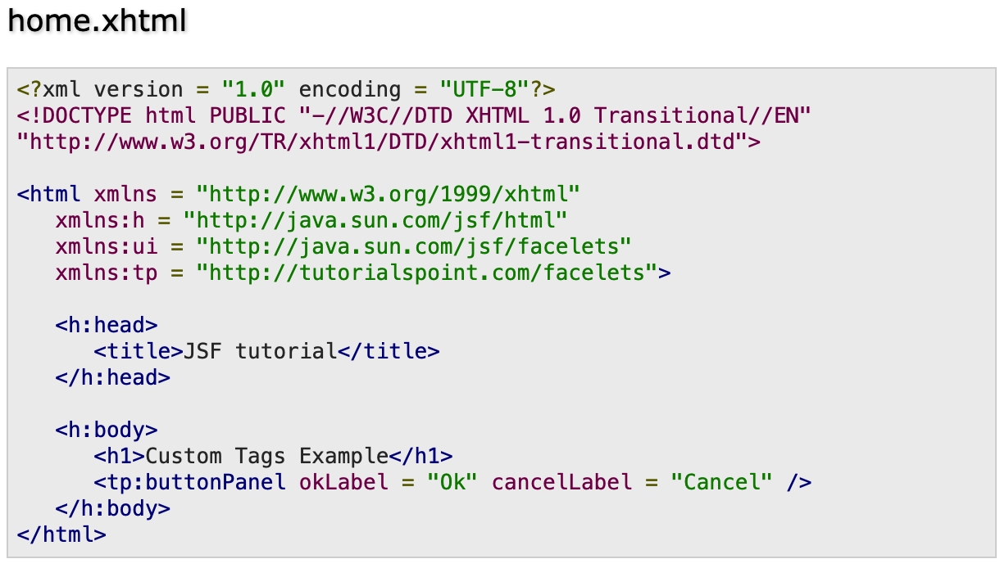 home.xhtml
<?xml version = "1.0" encoding = "UTF-8"?>
<!DOCTYPE html PUBLIC "-//W3C//DTD XHTML 1.0 Transitional//EN"
"http://www.w3.org/TR/xhtml1/DTD/xhtml1-transitional.dtd">

<html xmlns = "http://www.w3.org/1999/xhtml"
   xmlns:h = "http://java.sun.com/jsf/html"
   xmlns:ui = "http://java.sun.com/jsf/facelets"
   xmlns:tp = "http://tutorialspoint.com/facelets">

   <h:head>
      <title>JSF tutorial</title>
   </h:head>

   <h:body>
      <h1>Custom Tags Example</h1>
      <tp:buttonPanel okLabel = "Ok" cancelLabel = "Cancel" />
   </h:body>
</html>